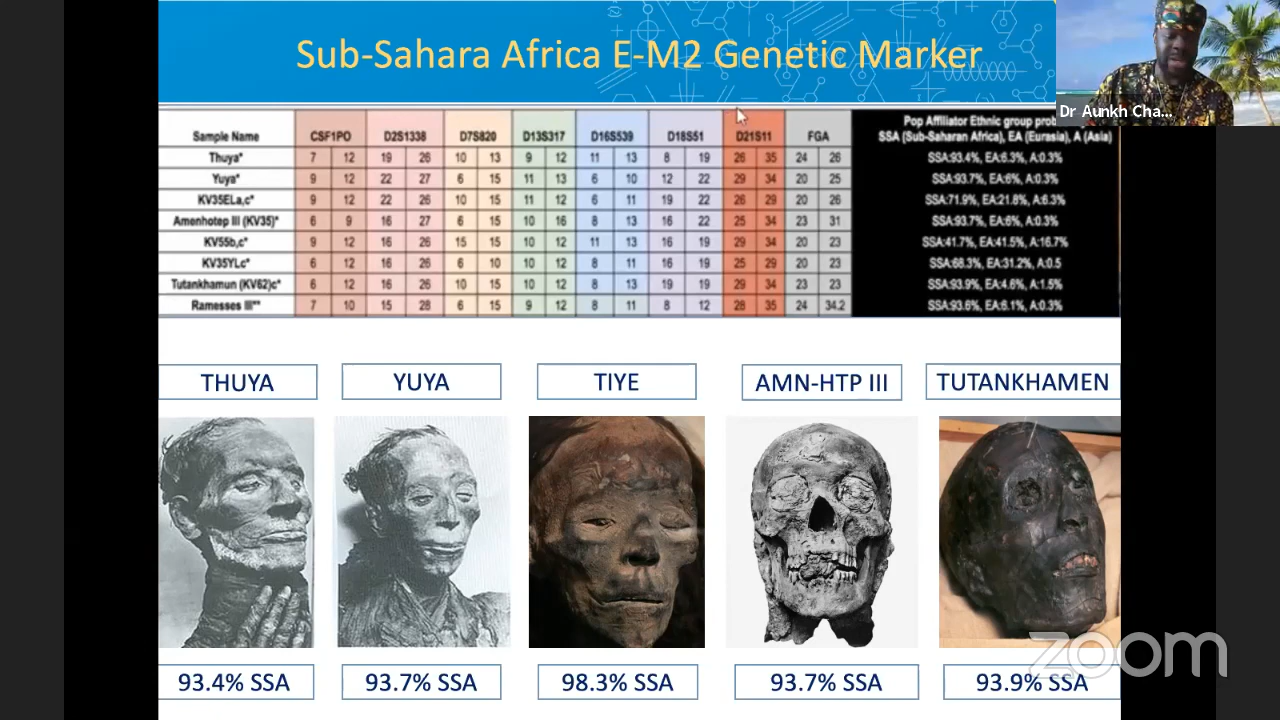 Sub-Sahara Africa E-M2 Genetic Marker
Dr Aunkh Cha...
Sample Name CSF1PO D2S1338 D7S820 D13S317 D16S539 D18S51 D21S11 FGA
Pop Affiliator Ethnic group
SSA (Sub-Saharan Africa), EA (Eurasia), A (Asia)
Thuya* 7 12 19 26 10 13 9 12 11 13 8 19 26 35 24 26 SSA:93.4%, EA:6.3%, A:0.3%
Yuya* 9 12 22 27 6 15 11 13 6 10 12 22 29 34 20 25 SSA:93.7%, EA:6%, A:0.3%
KV35ELa,c* 9 12 22 26 10 15 11 12 6 11 19 22 26 29 20 26 SSA:71.9%, EA:21.8%, A:6.3%
Amenhotep III (KV35)* 6 9 16 27 6 15 10 16 8 13 16 22 25 34 23 31 SSA:93.7%, EA:6%, A:0.3%
KV55b,c* 9 12 16 26 15 15 10 12 11 13 16 19 29 34 20 23 SSA:41.7%, EA:41.5%, A:16.7%
KV35YLc* 6 12 16 26 6 10 10 12 8 11 16 19 25 29 20 23 SSA:68.3%, EA:31.2%, A:0.5
Tutankhamun (KV62)c* 6 12 16 26 10 15 10 12 8 13 19 19 29 34 23 23 SSA:93.9%, EA:4.6%, A:1.5%
Ramesses III** 7 10 15 28 6 15 9 12 8 11 8 12 28 35 24 34.2 SSA:93.6%, EA:6.1%, A:0.3%
THUYA YUYA TIYE AMN-HTP III TUTANKHAMEN
93.4% SSA 93.7% SSA 98.3% SSA 93.7% SSA 93.9% SSA
zoom